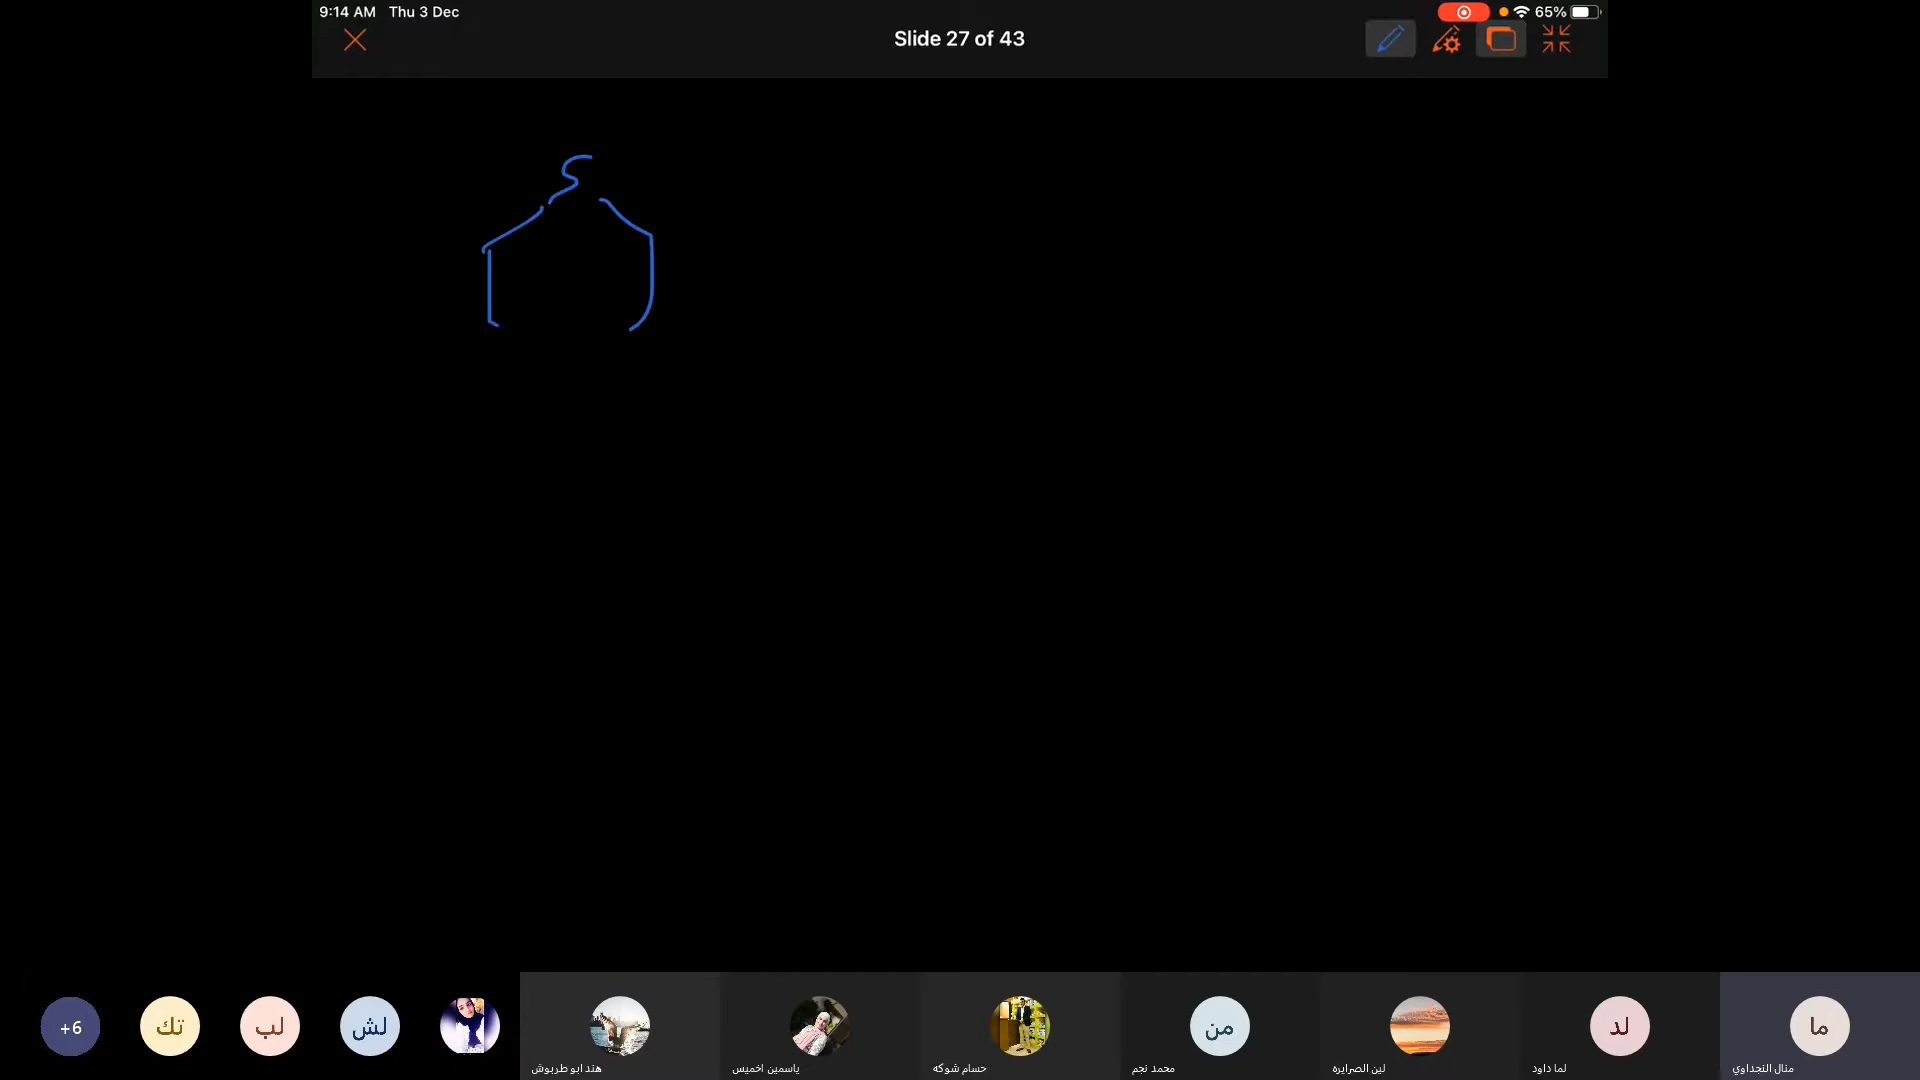 9:14 AM Thu 3 Dec
65%
Slide 27 of 43
S
+6
تك
لب
لش
من
لد
ما
هند ابو طربوش
ياسمين اخميس
حسام شوكه
محمد نجم
لين الصرايره
لما داود
منال النجداوي